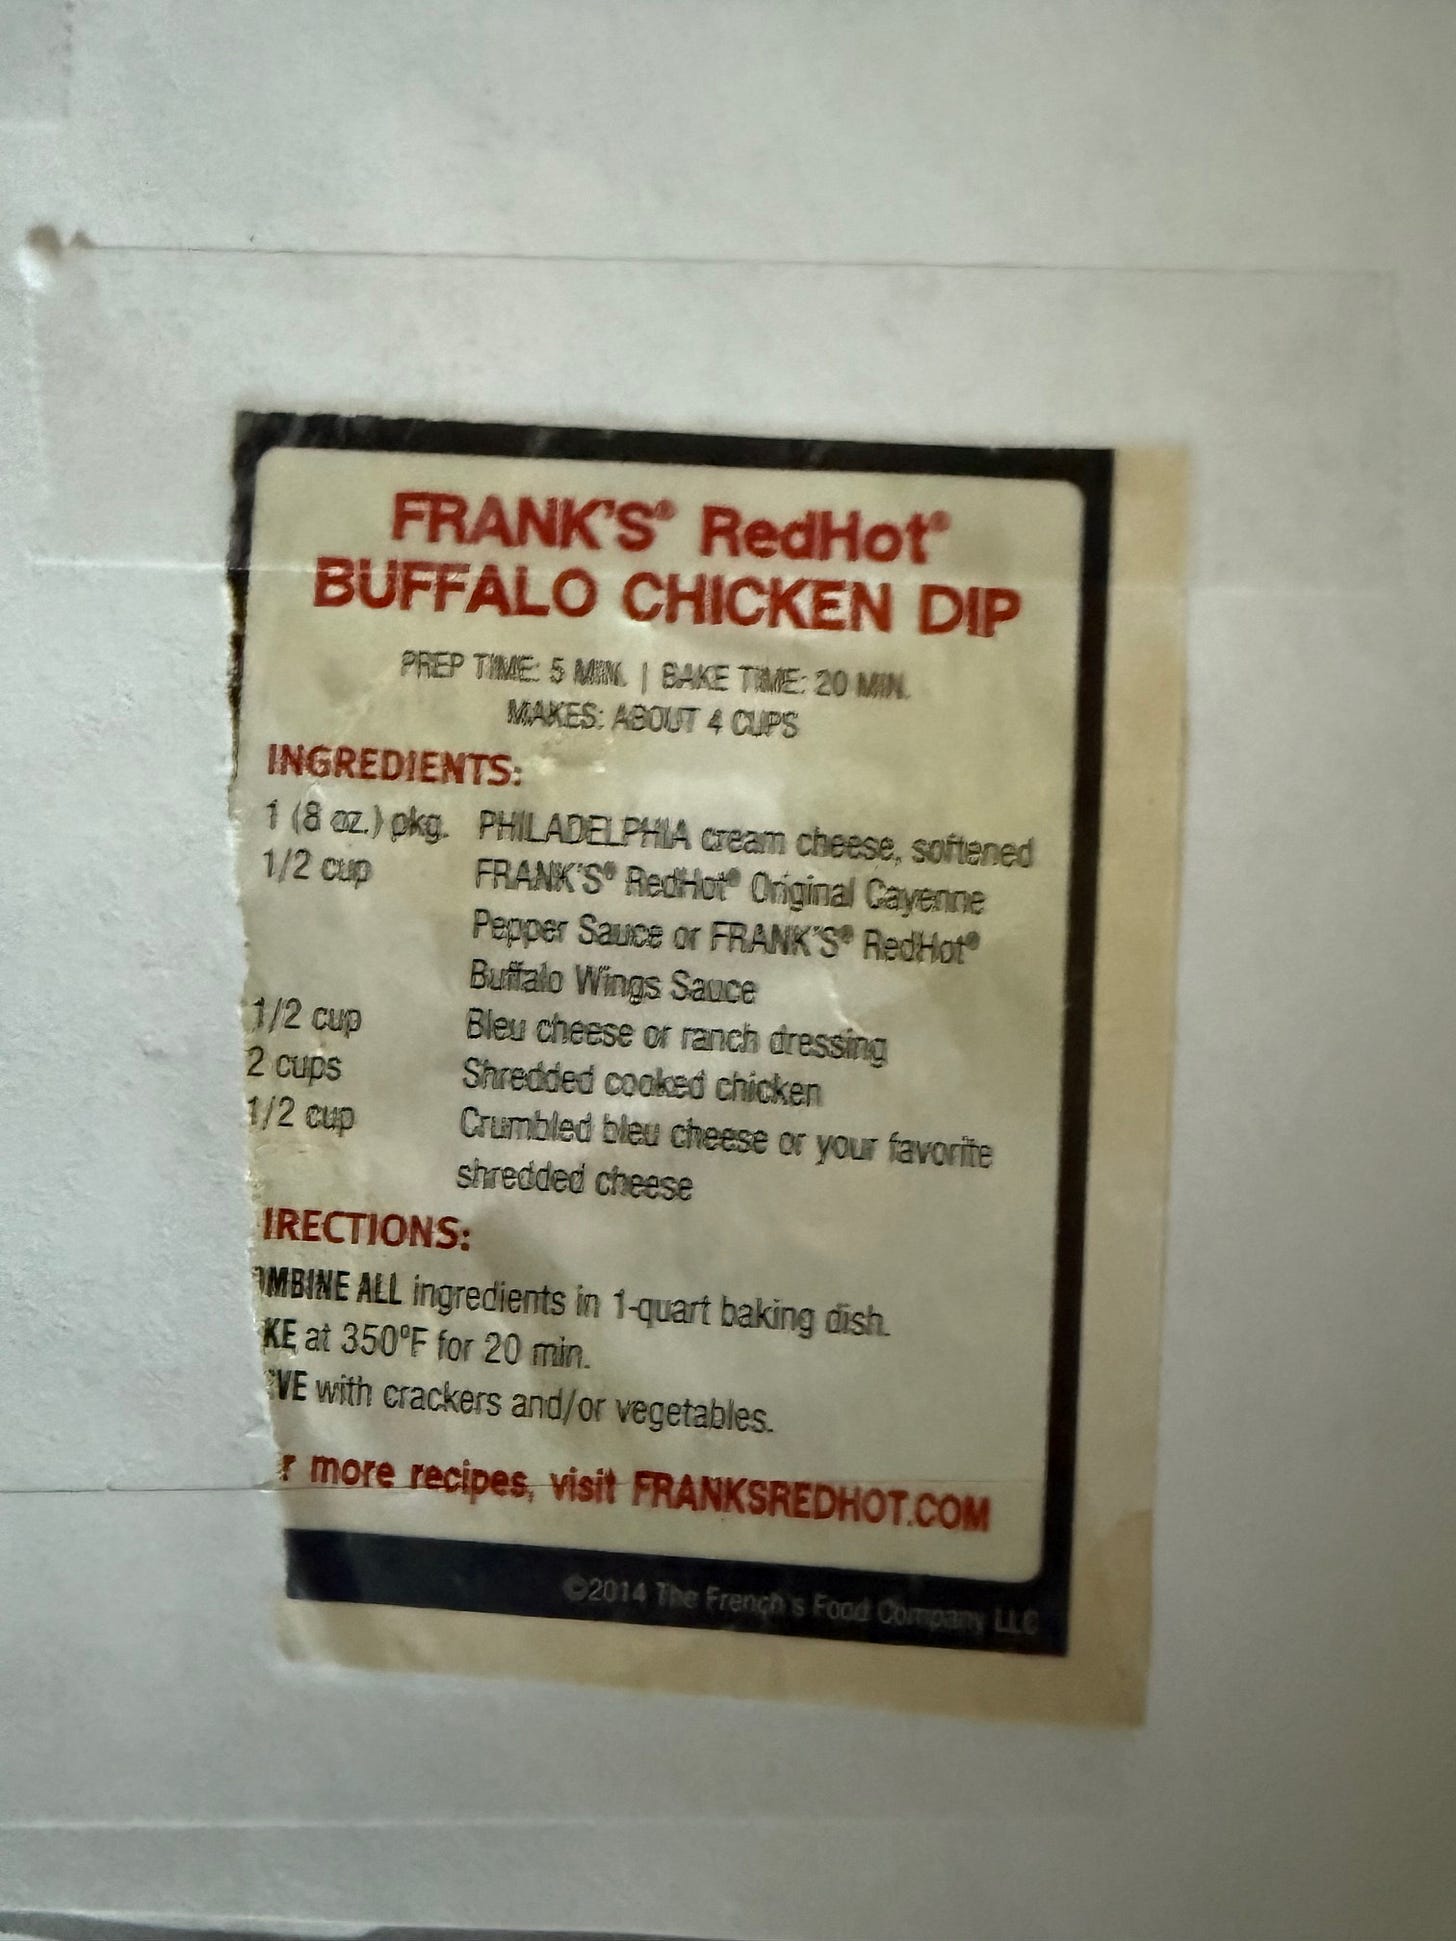 FRANK'S® RedHot®
BUFFALO CHICKEN DIP
PREP TIME: 5 MIN. | BAKE TIME: 20 MIN.
MAKES: ABOUT 4 CUPS
INGREDIENTS:
1 (8 oz.) pkg. PHILADELPHIA cream cheese, softened
1/2 cup FRANK'S® RedHot® Original Cayenne
Pepper Sauce or FRANK'S® RedHot®
Buffalo Wings Sauce
1/2 cup Bleu cheese or ranch dressing
2 cups Shredded cooked chicken
1/2 cup Crumbled bleu cheese or your favorite
shredded cheese
IRECTIONS:
OMBINE ALL ingredients in 1-quart baking dish.
KE at 350°F for 20 min.
VE with crackers and/or vegetables.
r more recipes, visit FRANKSREDHOT.COM
©2014 The French's Food Company LLC